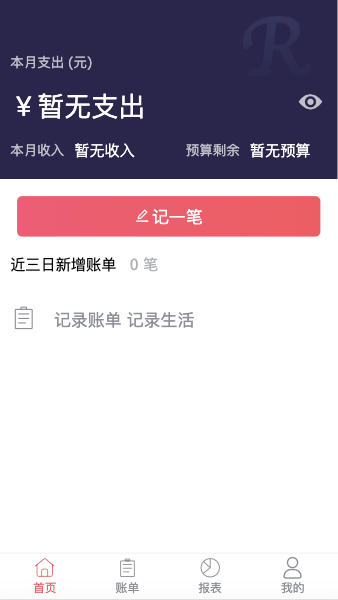 R
本月支出 (元)
￥暂无支出
本月收入 暂无收入 预算剩余 暂无预算
记一笔
近三日新增账单 0 笔
记录账单 记录生活
首页 账单 报表 我的